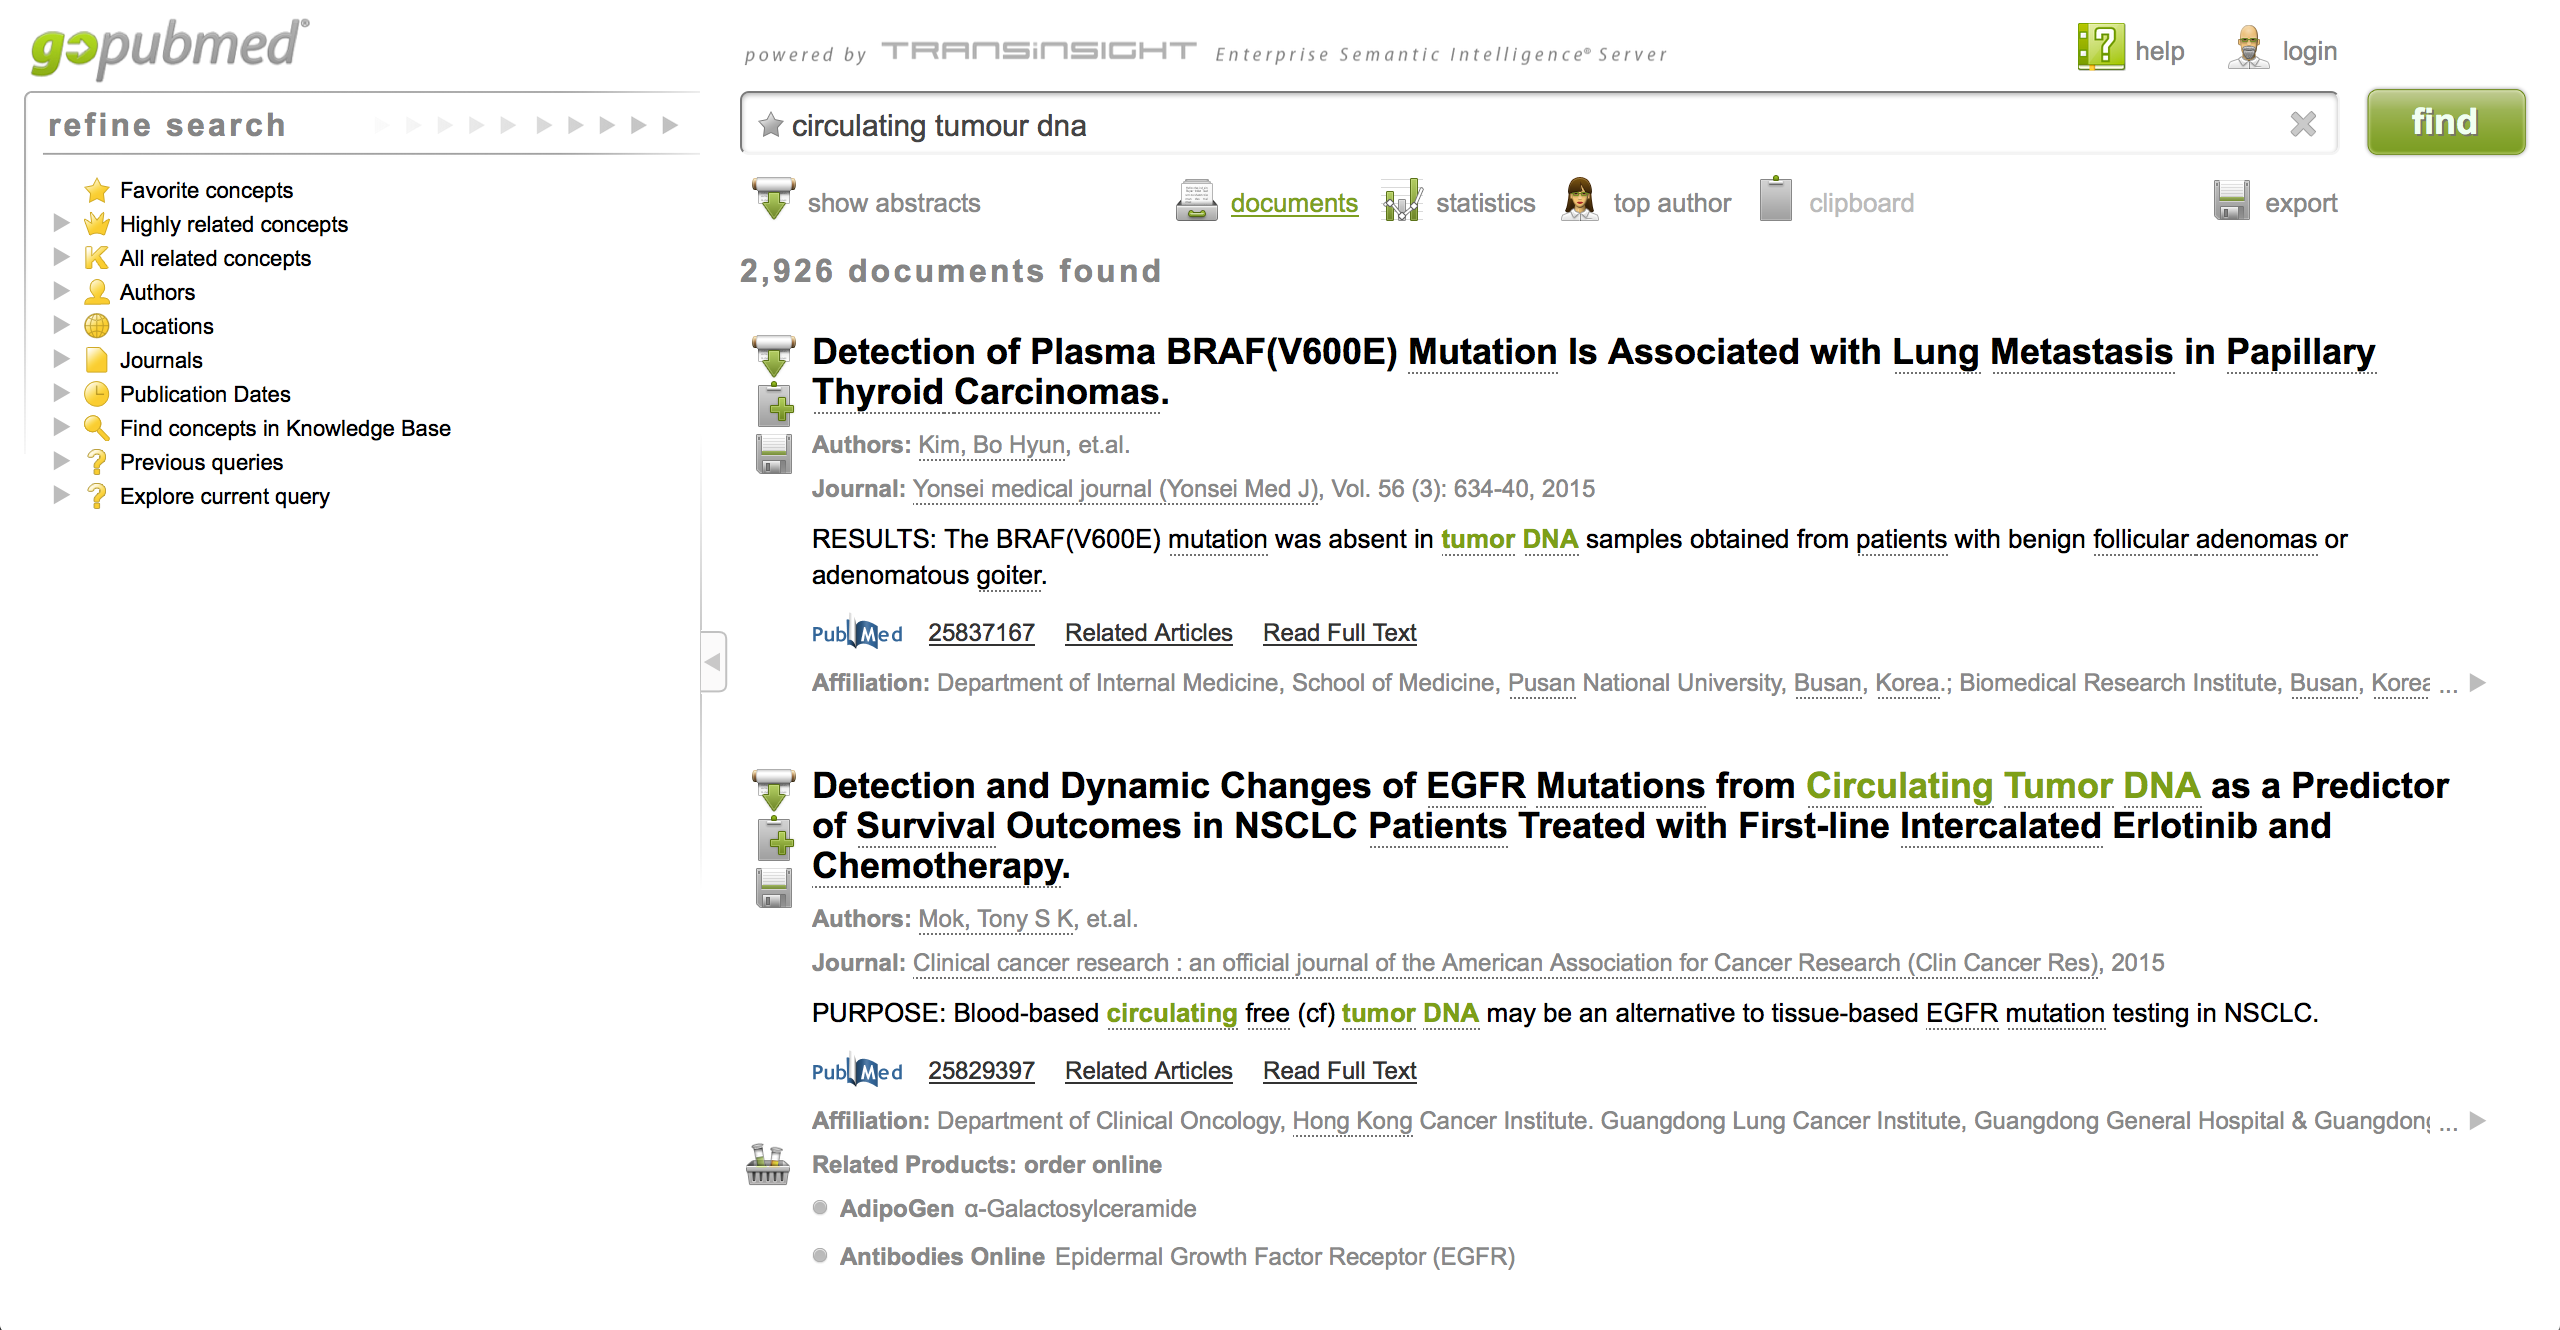 gopubmed®
powered by TRANSINSIGHT Enterprise Semantic Intelligence® Server
help
login
refine search
circulating tumour dna
find
Favorite concepts
Highly related concepts
All related concepts
Authors
Locations
Journals
Publication Dates
Find concepts in Knowledge Base
Previous queries
Explore current query
show abstracts
documents
statistics
top author
clipboard
export
2,926 documents found
Detection of Plasma BRAF(V600E) Mutation Is Associated with Lung Metastasis in Papillary
Thyroid Carcinomas.
Authors: Kim, Bo Hyun, et.al.
Journal: Yonsei medical journal (Yonsei Med J), Vol. 56 (3): 634-40, 2015
RESULTS: The BRAF(V600E) mutation was absent in tumor DNA samples obtained from patients with benign follicular adenomas or
adenomatous goiter.
PubMed 25837167 Related Articles Read Full Text
Affiliation: Department of Internal Medicine, School of Medicine, Pusan National University, Busan, Korea.; Biomedical Research Institute, Busan, Korea ...
Detection and Dynamic Changes of EGFR Mutations from Circulating Tumor DNA as a Predictor
of Survival Outcomes in NSCLC Patients Treated with First-line Intercalated Erlotinib and
Chemotherapy.
Authors: Mok, Tony S K, et.al.
Journal: Clinical cancer research : an official journal of the American Association for Cancer Research (Clin Cancer Res), 2015
PURPOSE: Blood-based circulating free (cf) tumor DNA may be an alternative to tissue-based EGFR mutation testing in NSCLC.
PubMed 25829397 Related Articles Read Full Text
Affiliation: Department of Clinical Oncology, Hong Kong Cancer Institute. Guangdong Lung Cancer Institute, Guangdong General Hospital & Guangdong ...
Related Products: order online
AdipoGen α-Galactosylceramide
Antibodies Online Epidermal Growth Factor Receptor (EGFR)